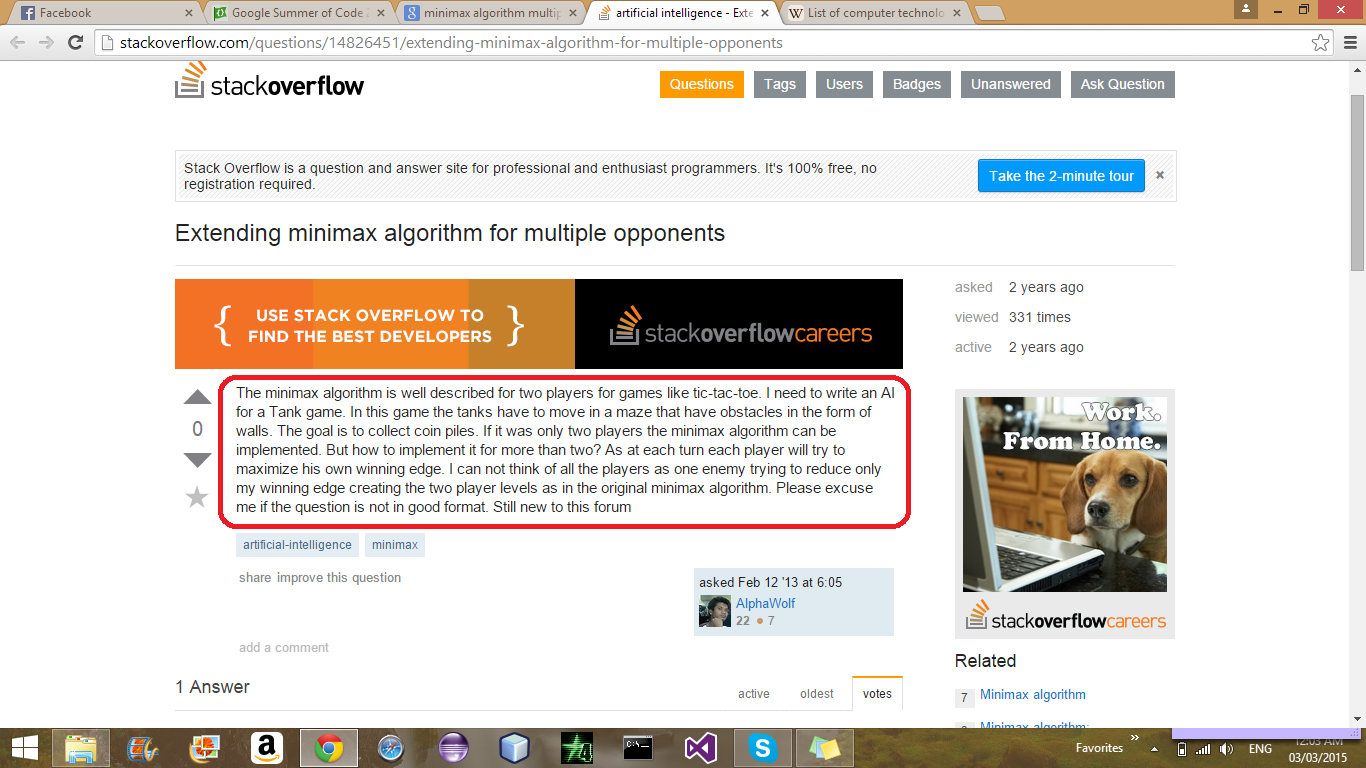 Facebook
Google Summer of Code 2
minimax algorithm multip
artificial intelligence - Exte
List of computer technolo
stackoverflow.com/questions/14826451/extending-minimax-algorithm-for-multiple-opponents
stackoverflow
Questions
Tags
Users
Badges
Unanswered
Ask Question
Stack Overflow is a question and answer site for professional and enthusiast programmers. It's 100% free, no
registration required.
Take the 2-minute tour
×
Extending minimax algorithm for multiple opponents
{ USE STACK OVERFLOW TO
FIND THE BEST DEVELOPERS }
stackoverflowcareers
asked 2 years ago
viewed 331 times
active 2 years ago
0
The minimax algorithm is well described for two players for games like tic-tac-toe. I need to write an AI
for a Tank game. In this game the tanks have to move in a maze that have obstacles in the form of
walls. The goal is to collect coin piles. If it was only two players the minimax algorithm can be
implemented. But how to implement it for more than two? As at each turn each player will try to
maximize his own winning edge. I can not think of all the players as one enemy trying to reduce only
my winning edge creating the two player levels as in the original minimax algorithm. Please excuse
me if the question is not in good format. Still new to this forum
artificial-intelligence
minimax
share improve this question
asked Feb 12 '13 at 6:05
AlphaWolf
22 ● 7
add a comment
1 Answer
active
oldest
votes
Work.
From Home.
stackoverflowcareers
Related
7 Minimax algorithm
Minimax algorithm:
C:\
Favorites
ENG
12:03 AM
03/03/2015